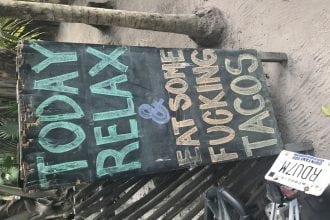 TODAY
RELAX
&
EAT SOME
FUCKING
TACOS